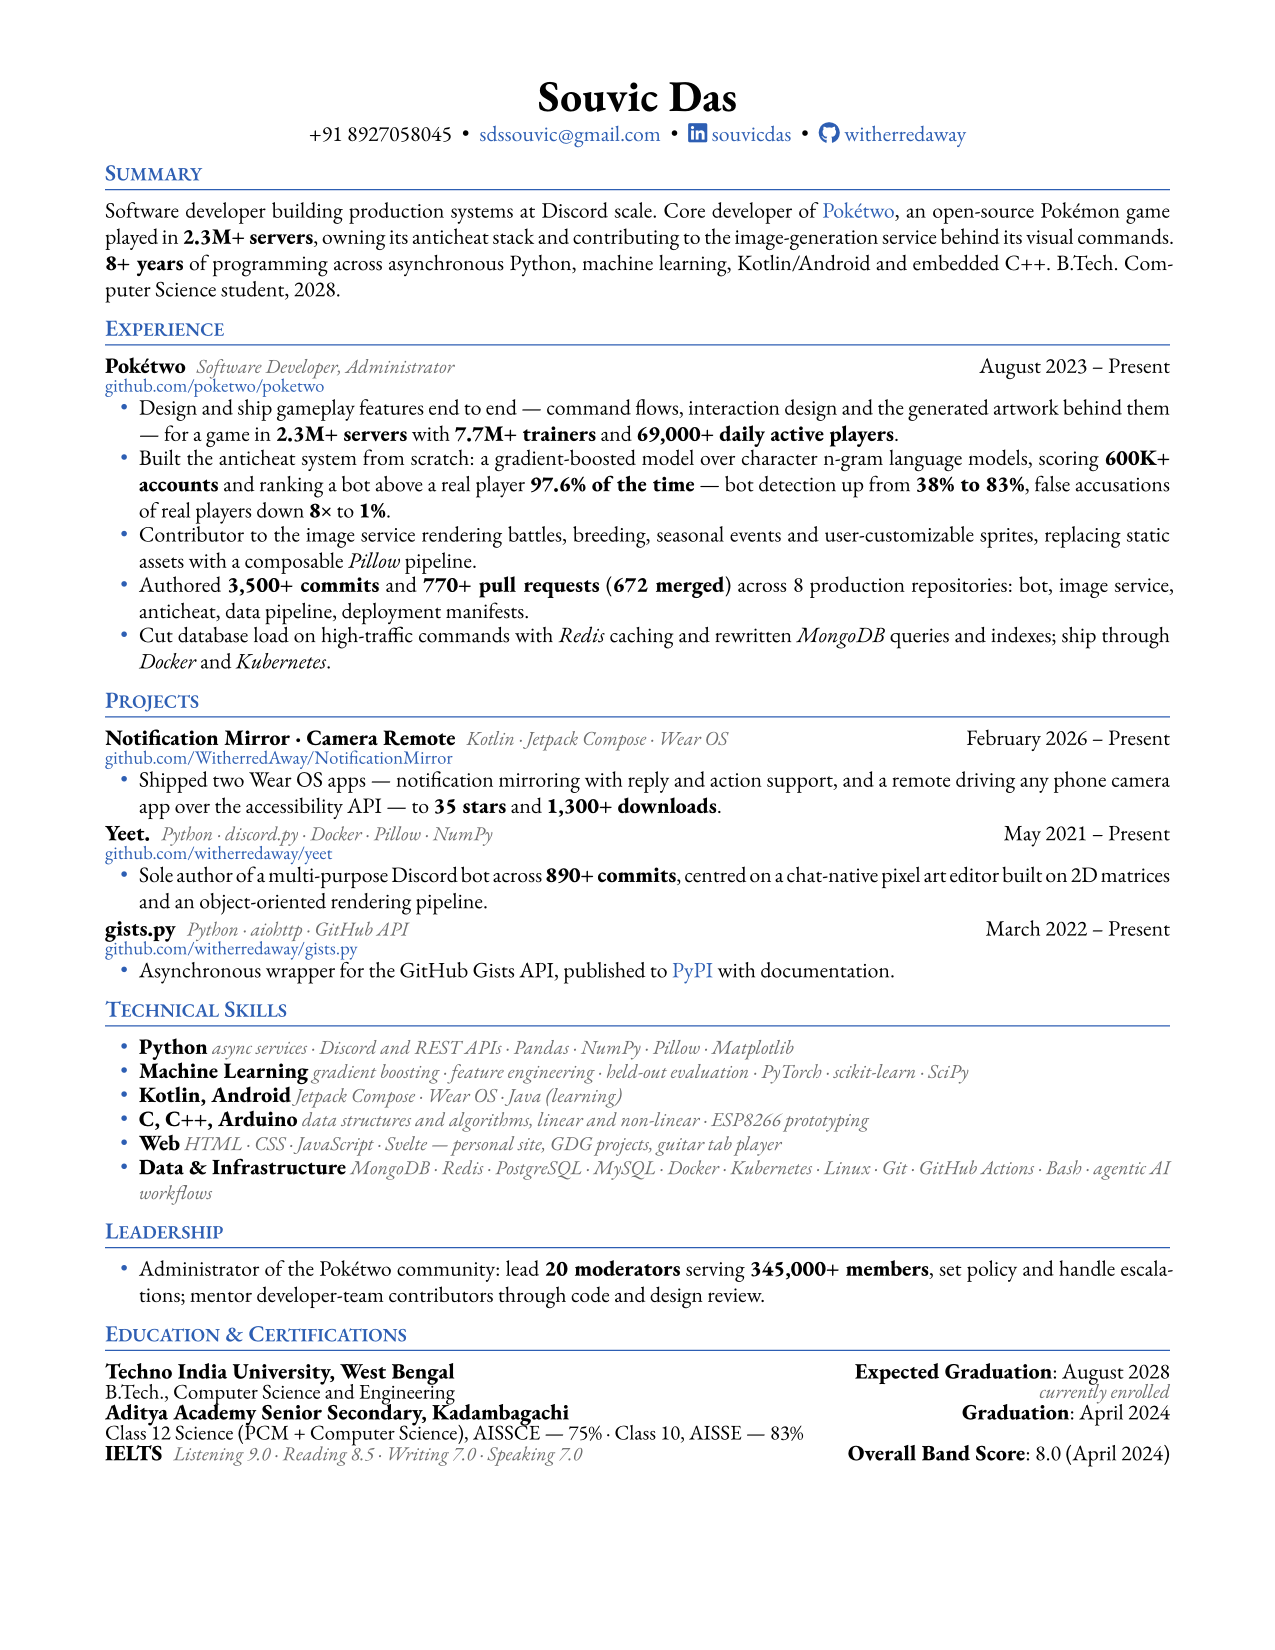 Souvic Das
+91 8927058045 • sdssouvic@gmail.com • souvicdas • witherredaway
Summary
Software developer building production systems at Discord scale. Core developer of Pokétwo, an open-source Pokémon game
played in 2.3M+ servers, owning its anticheat stack and contributing to the image-generation service behind its visual commands.
8+ years of programming across asynchronous Python, machine learning, Kotlin/Android and embedded C++. B.Tech. Com-
puter Science student, 2028.
Experience
Pokétwo Software Developer, Administrator August 2023 – Present
github.com/poketwo/poketwo
• Design and ship gameplay features end to end — command flows, interaction design and the generated artwork behind them
— for a game in 2.3M+ servers with 7.7M+ trainers and 69,000+ daily active players.
• Built the anticheat system from scratch: a gradient-boosted model over character n-gram language models, scoring 600K+
accounts and ranking a bot above a real player 97.6% of the time — bot detection up from 38% to 83%, false accusations
of real players down 8× to 1%.
• Contributor to the image service rendering battles, breeding, seasonal events and user-customizable sprites, replacing static
assets with a composable Pillow pipeline.
• Authored 3,500+ commits and 770+ pull requests (672 merged) across 8 production repositories: bot, image service,
anticheat, data pipeline, deployment manifests.
• Cut database load on high-traffic commands with Redis caching and rewritten MongoDB queries and indexes; ship through
Docker and Kubernetes.
Projects
Notification Mirror · Camera Remote Kotlin · Jetpack Compose · Wear OS February 2026 – Present
github.com/WitherredAway/NotificationMirror
• Shipped two Wear OS apps — notification mirroring with reply and action support, and a remote driving any phone camera
app over the accessibility API — to 35 stars and 1,300+ downloads.
Yeet. Python · discord.py · Docker · Pillow · NumPy May 2021 – Present
github.com/witherredaway/yeet
• Sole author of a multi-purpose Discord bot across 890+ commits, centred on a chat-native pixel art editor built on 2D matrices
and an object-oriented rendering pipeline.
gists.py Python · aiohttp · GitHub API March 2022 – Present
github.com/witherredaway/gists.py
• Asynchronous wrapper for the GitHub Gists API, published to PyPI with documentation.
Technical Skills
• Python async services · Discord and REST APIs · Pandas · NumPy · Pillow · Matplotlib
• Machine Learning gradient boosting · feature engineering · held-out evaluation · PyTorch · scikit-learn · SciPy
• Kotlin, Android Jetpack Compose · Wear OS · Java (learning)
• C, C++, Arduino data structures and algorithms, linear and non-linear · ESP8266 prototyping
• Web HTML · CSS · JavaScript · Svelte — personal site, GDG projects, guitar tab player
• Data & Infrastructure MongoDB · Redis · PostgreSQL · MySQL · Docker · Kubernetes · Linux · Git · GitHub Actions · Bash · agentic AI
workflows
Leadership
• Administrator of the Pokétwo community: lead 20 moderators serving 345,000+ members, set policy and handle escala-
tions; mentor developer-team contributors through code and design review.
Education & Certifications
Techno India University, West Bengal Expected Graduation: August 2028
B.Tech., Computer Science and Engineering currently enrolled
Aditya Academy Senior Secondary, Kadambagachi Graduation: April 2024
Class 12 Science (PCM + Computer Science), AISSCE — 75% · Class 10, AISSE — 83%
IELTS Listening 9.0 · Reading 8.5 · Writing 7.0 · Speaking 7.0 Overall Band Score: 8.0 (April 2024)